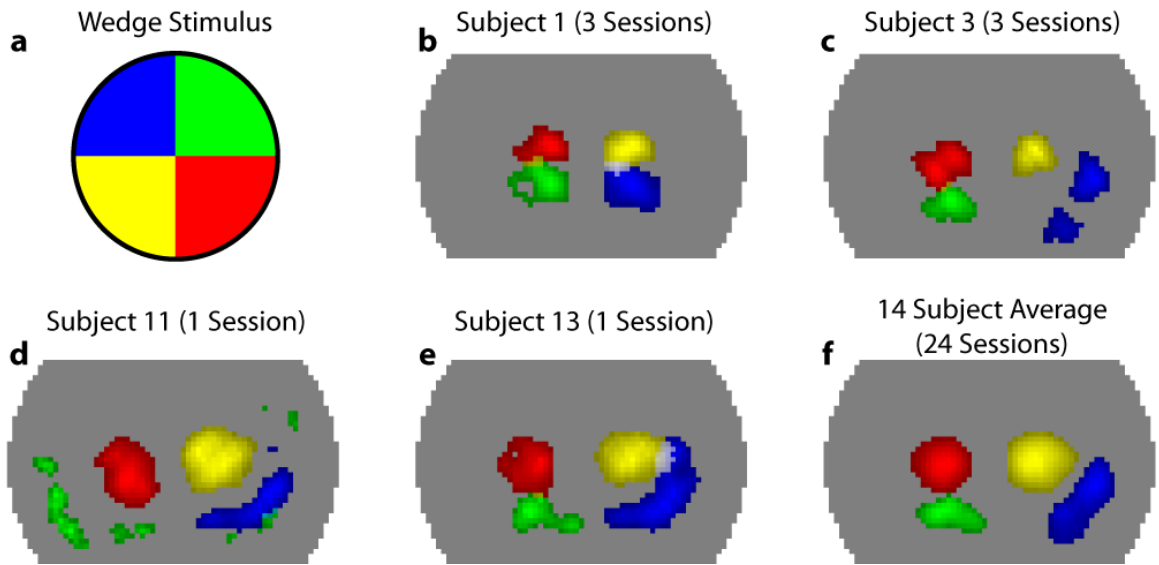 Wedge Stimulus
a
Subject 1 (3 Sessions)
b
Subject 3 (3 Sessions)
c
Subject 11 (1 Session)
d
Subject 13 (1 Session)
e
14 Subject Average
(24 Sessions)
f